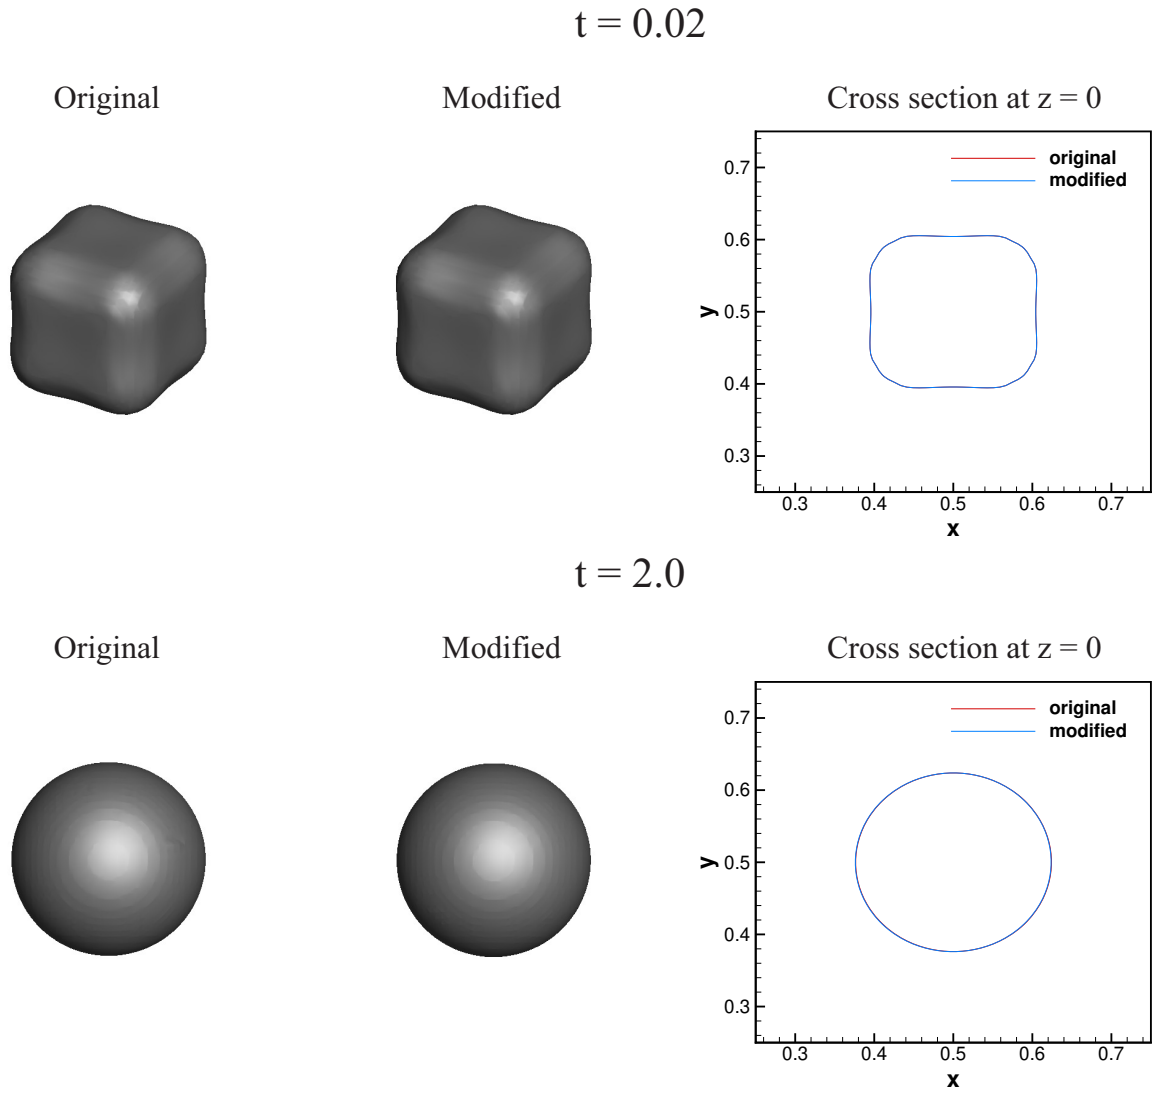 t = 0.02
Original
Modified
Cross section at z = 0
original
modified
0.7
0.6
0.5
0.4
0.3
y
0.3 0.4 0.5 0.6 0.7
x
t = 2.0
Original
Modified
Cross section at z = 0
original
modified
0.7
0.6
0.5
0.4
0.3
y
0.3 0.4 0.5 0.6 0.7
x